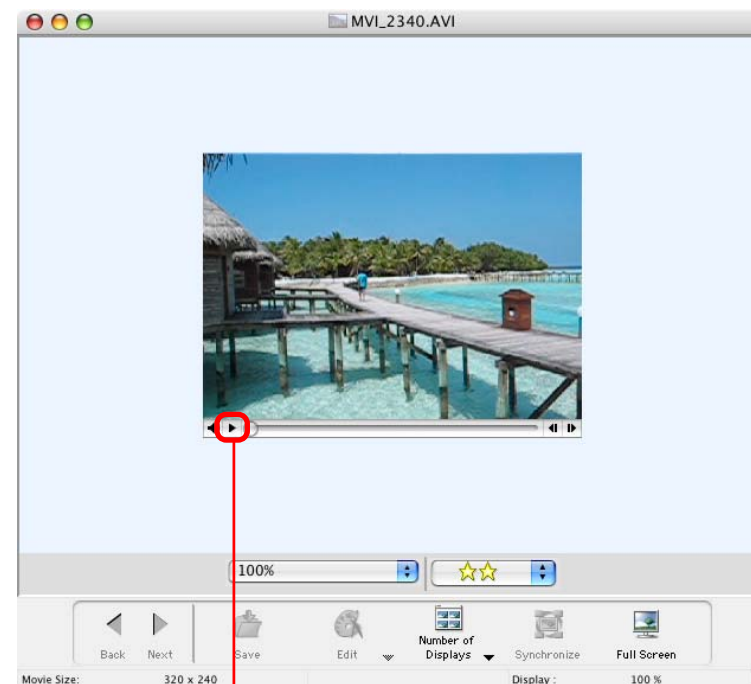 MVI_2340.AVI
100%
Back Next Save Edit Number of Displays Synchronize Full Screen
Movie Size: 320 x 240 Display : 100 %